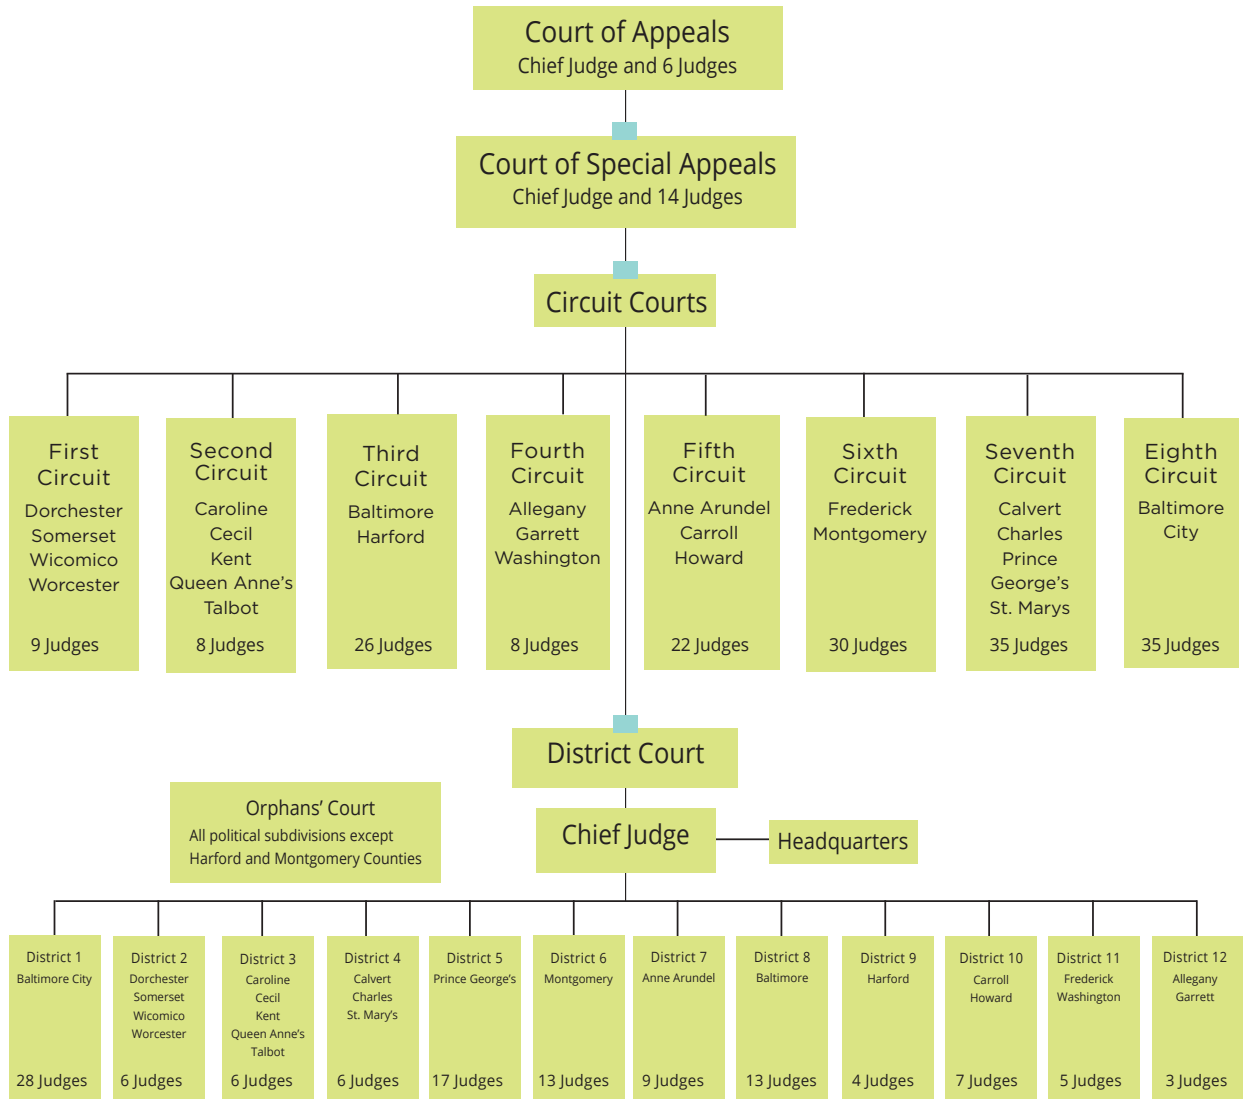 Court of Appeals
Chief Judge and 6 Judges
Court of Special Appeals
Chief Judge and 14 Judges
Circuit Courts
First
Circuit
Dorchester
Somerset
Wicomico
Worcester
9 Judges
Second
Circuit
Caroline
Cecil
Kent
Queen Anne’s
Talbot
8 Judges
Third
Circuit
Baltimore
Harford
26 Judges
Fourth
Circuit
Allegany
Garrett
Washington
8 Judges
Fifth
Circuit
Anne Arundel
Carroll
Howard
22 Judges
Sixth
Circuit
Frederick
Montgomery
30 Judges
Seventh
Circuit
Calvert
Charles
Prince
George’s
St. Marys
35 Judges
Eighth
Circuit
Baltimore
City
35 Judges
District Court
Orphans’ Court
All political subdivisions except
Harford and Montgomery Counties
Chief Judge
Headquarters
District 1
Baltimore City
28 Judges
District 2
Dorchester
Somerset
Wicomico
Worcester
6 Judges
District 3
Caroline
Cecil
Kent
Queen Anne’s
Talbot
6 Judges
District 4
Calvert
Charles
St. Mary’s
6 Judges
District 5
Prince George’s
17 Judges
District 6
Montgomery
13 Judges
District 7
Anne Arundel
9 Judges
District 8
Baltimore
13 Judges
District 9
Harford
4 Judges
District 10
Carroll
Howard
7 Judges
District 11
Frederick
Washington
5 Judges
District 12
Allegany
Garrett
3 Judges